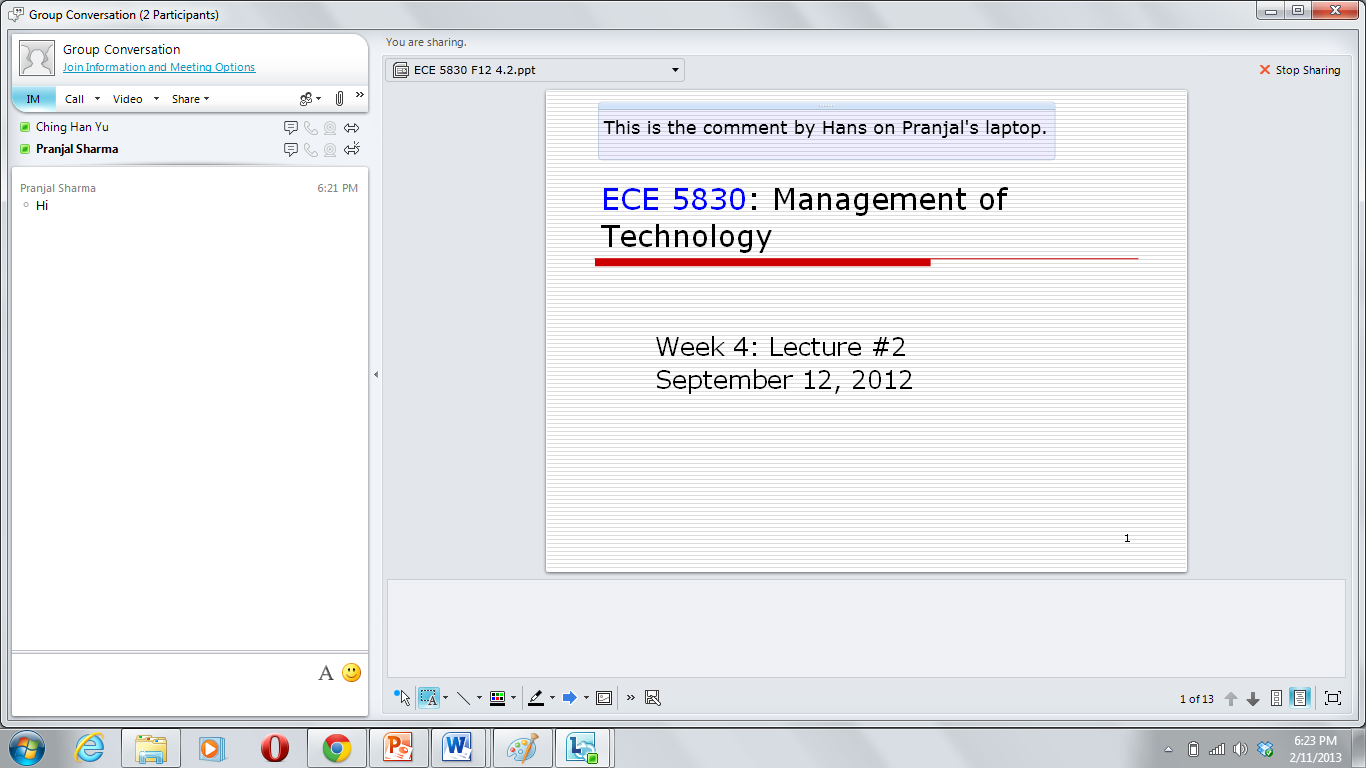 Group Conversation (2 Participants)
Group Conversation
Join Information and Meeting Options
IM Call Video Share
Ching Han Yu
Pranjal Sharma
Pranjal Sharma 6:21 PM
Hi
A
You are sharing.
ECE 5830 F12 4.2.ppt
Stop Sharing
This is the comment by Hans on Pranjal's laptop.
ECE 5830: Management of
Technology
Week 4: Lecture #2
September 12, 2012
1
1 of 13
6:23 PM
2/11/2013